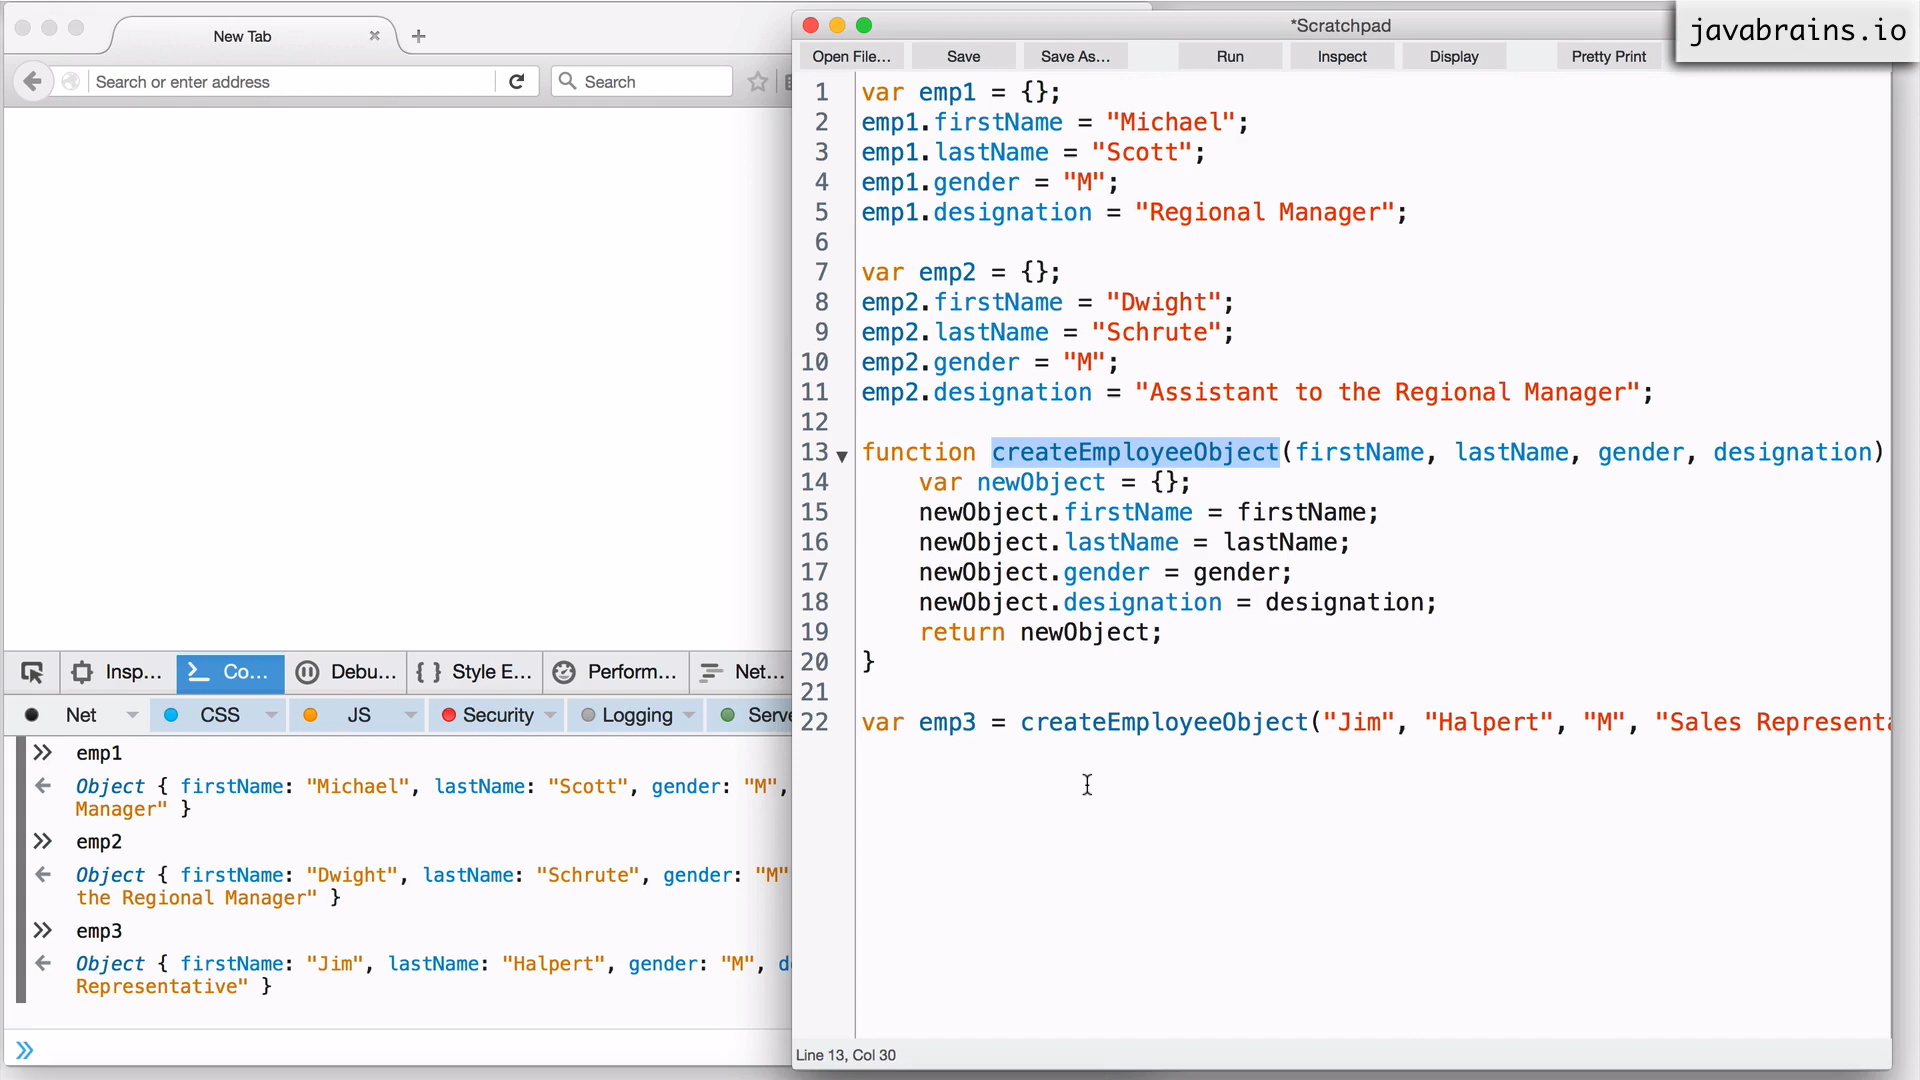 New Tab
Search or enter address
Search
*Scratchpad
javabrains.io
Open File...
Save
Save As...
Run
Inspect
Display
Pretty Print
1 var emp1 = {};
2 emp1.firstName = "Michael";
3 emp1.lastName = "Scott";
4 emp1.gender = "M";
5 emp1.designation = "Regional Manager";
6
7 var emp2 = {};
8 emp2.firstName = "Dwight";
9 emp2.lastName = "Schrute";
10 emp2.gender = "M";
11 emp2.designation = "Assistant to the Regional Manager";
12
13 function createEmployeeObject(firstName, lastName, gender, designation)
14 var newObject = {};
15 newObject.firstName = firstName;
16 newObject.lastName = lastName;
17 newObject.gender = gender;
18 newObject.designation = designation;
19 return newObject;
20 }
21
22 var emp3 = createEmployeeObject("Jim", "Halpert", "M", "Sales Representa
Line 13, Col 30
Insp... Co... Debu... { } Style E... Perform... Net...
Net CSS JS Security Logging Serv
» emp1
Object { firstName: "Michael", lastName: "Scott", gender: "M",
Manager" }
» emp2
Object { firstName: "Dwight", lastName: "Schrute", gender: "M"
the Regional Manager" }
» emp3
Object { firstName: "Jim", lastName: "Halpert", gender: "M", d
Representative" }
»